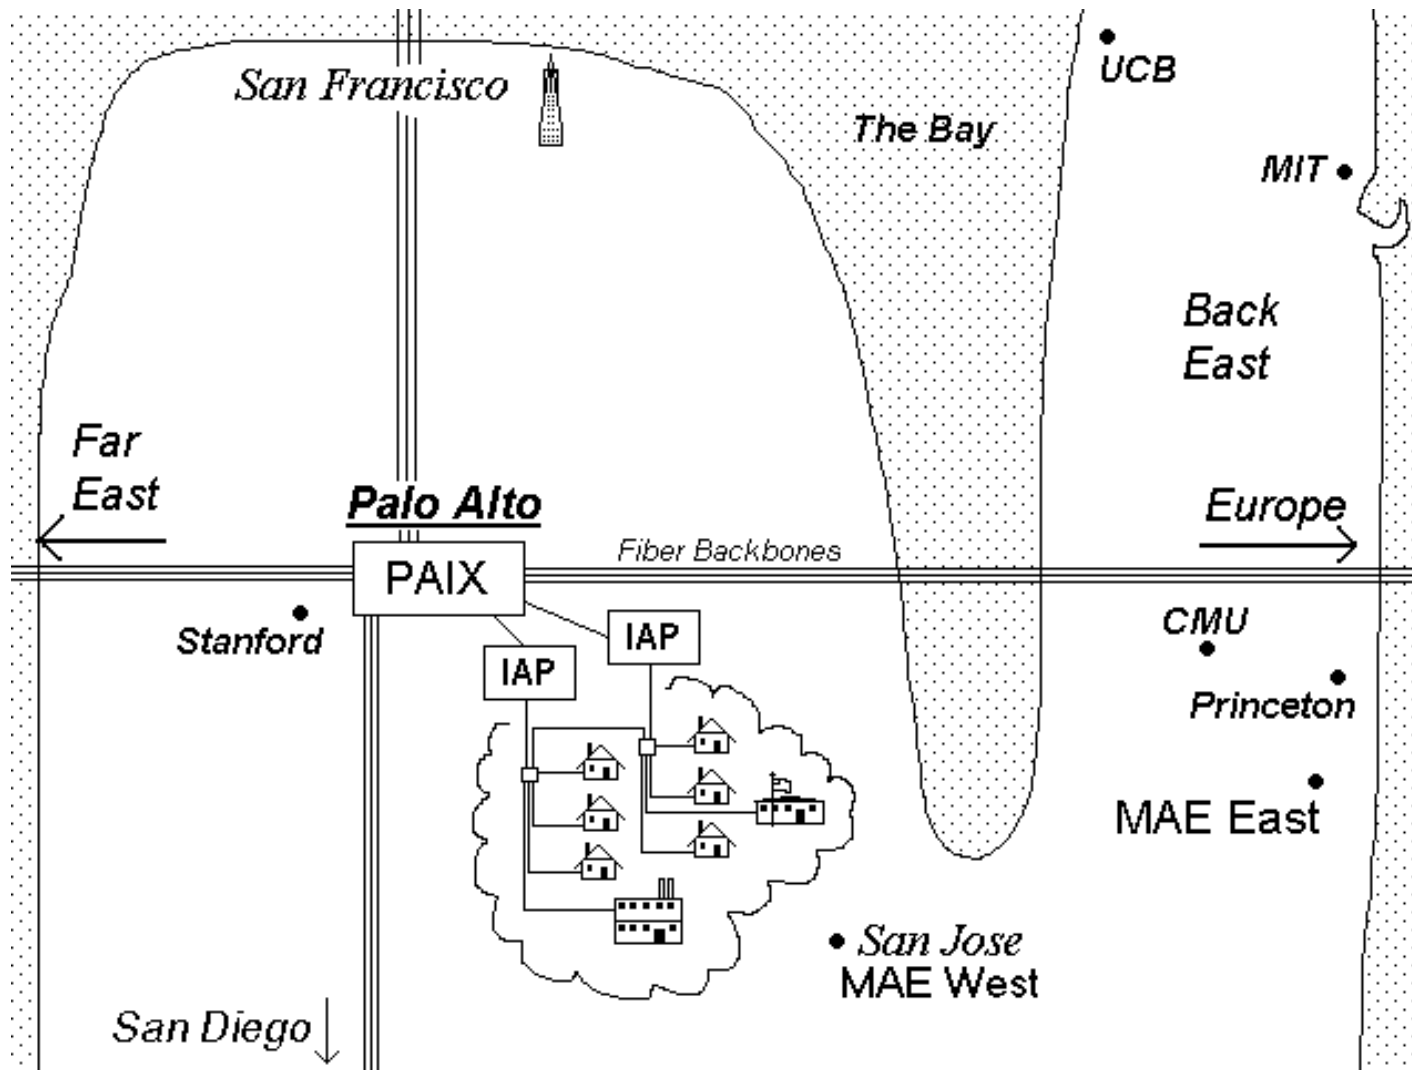 UCB
San Francisco
The Bay
MIT
Back
East
Far
East
Palo Alto
Europe
Fiber Backbones
PAIX
Stanford
IAP
IAP
CMU
Princeton
MAE East
San Jose
MAE West
San Diego